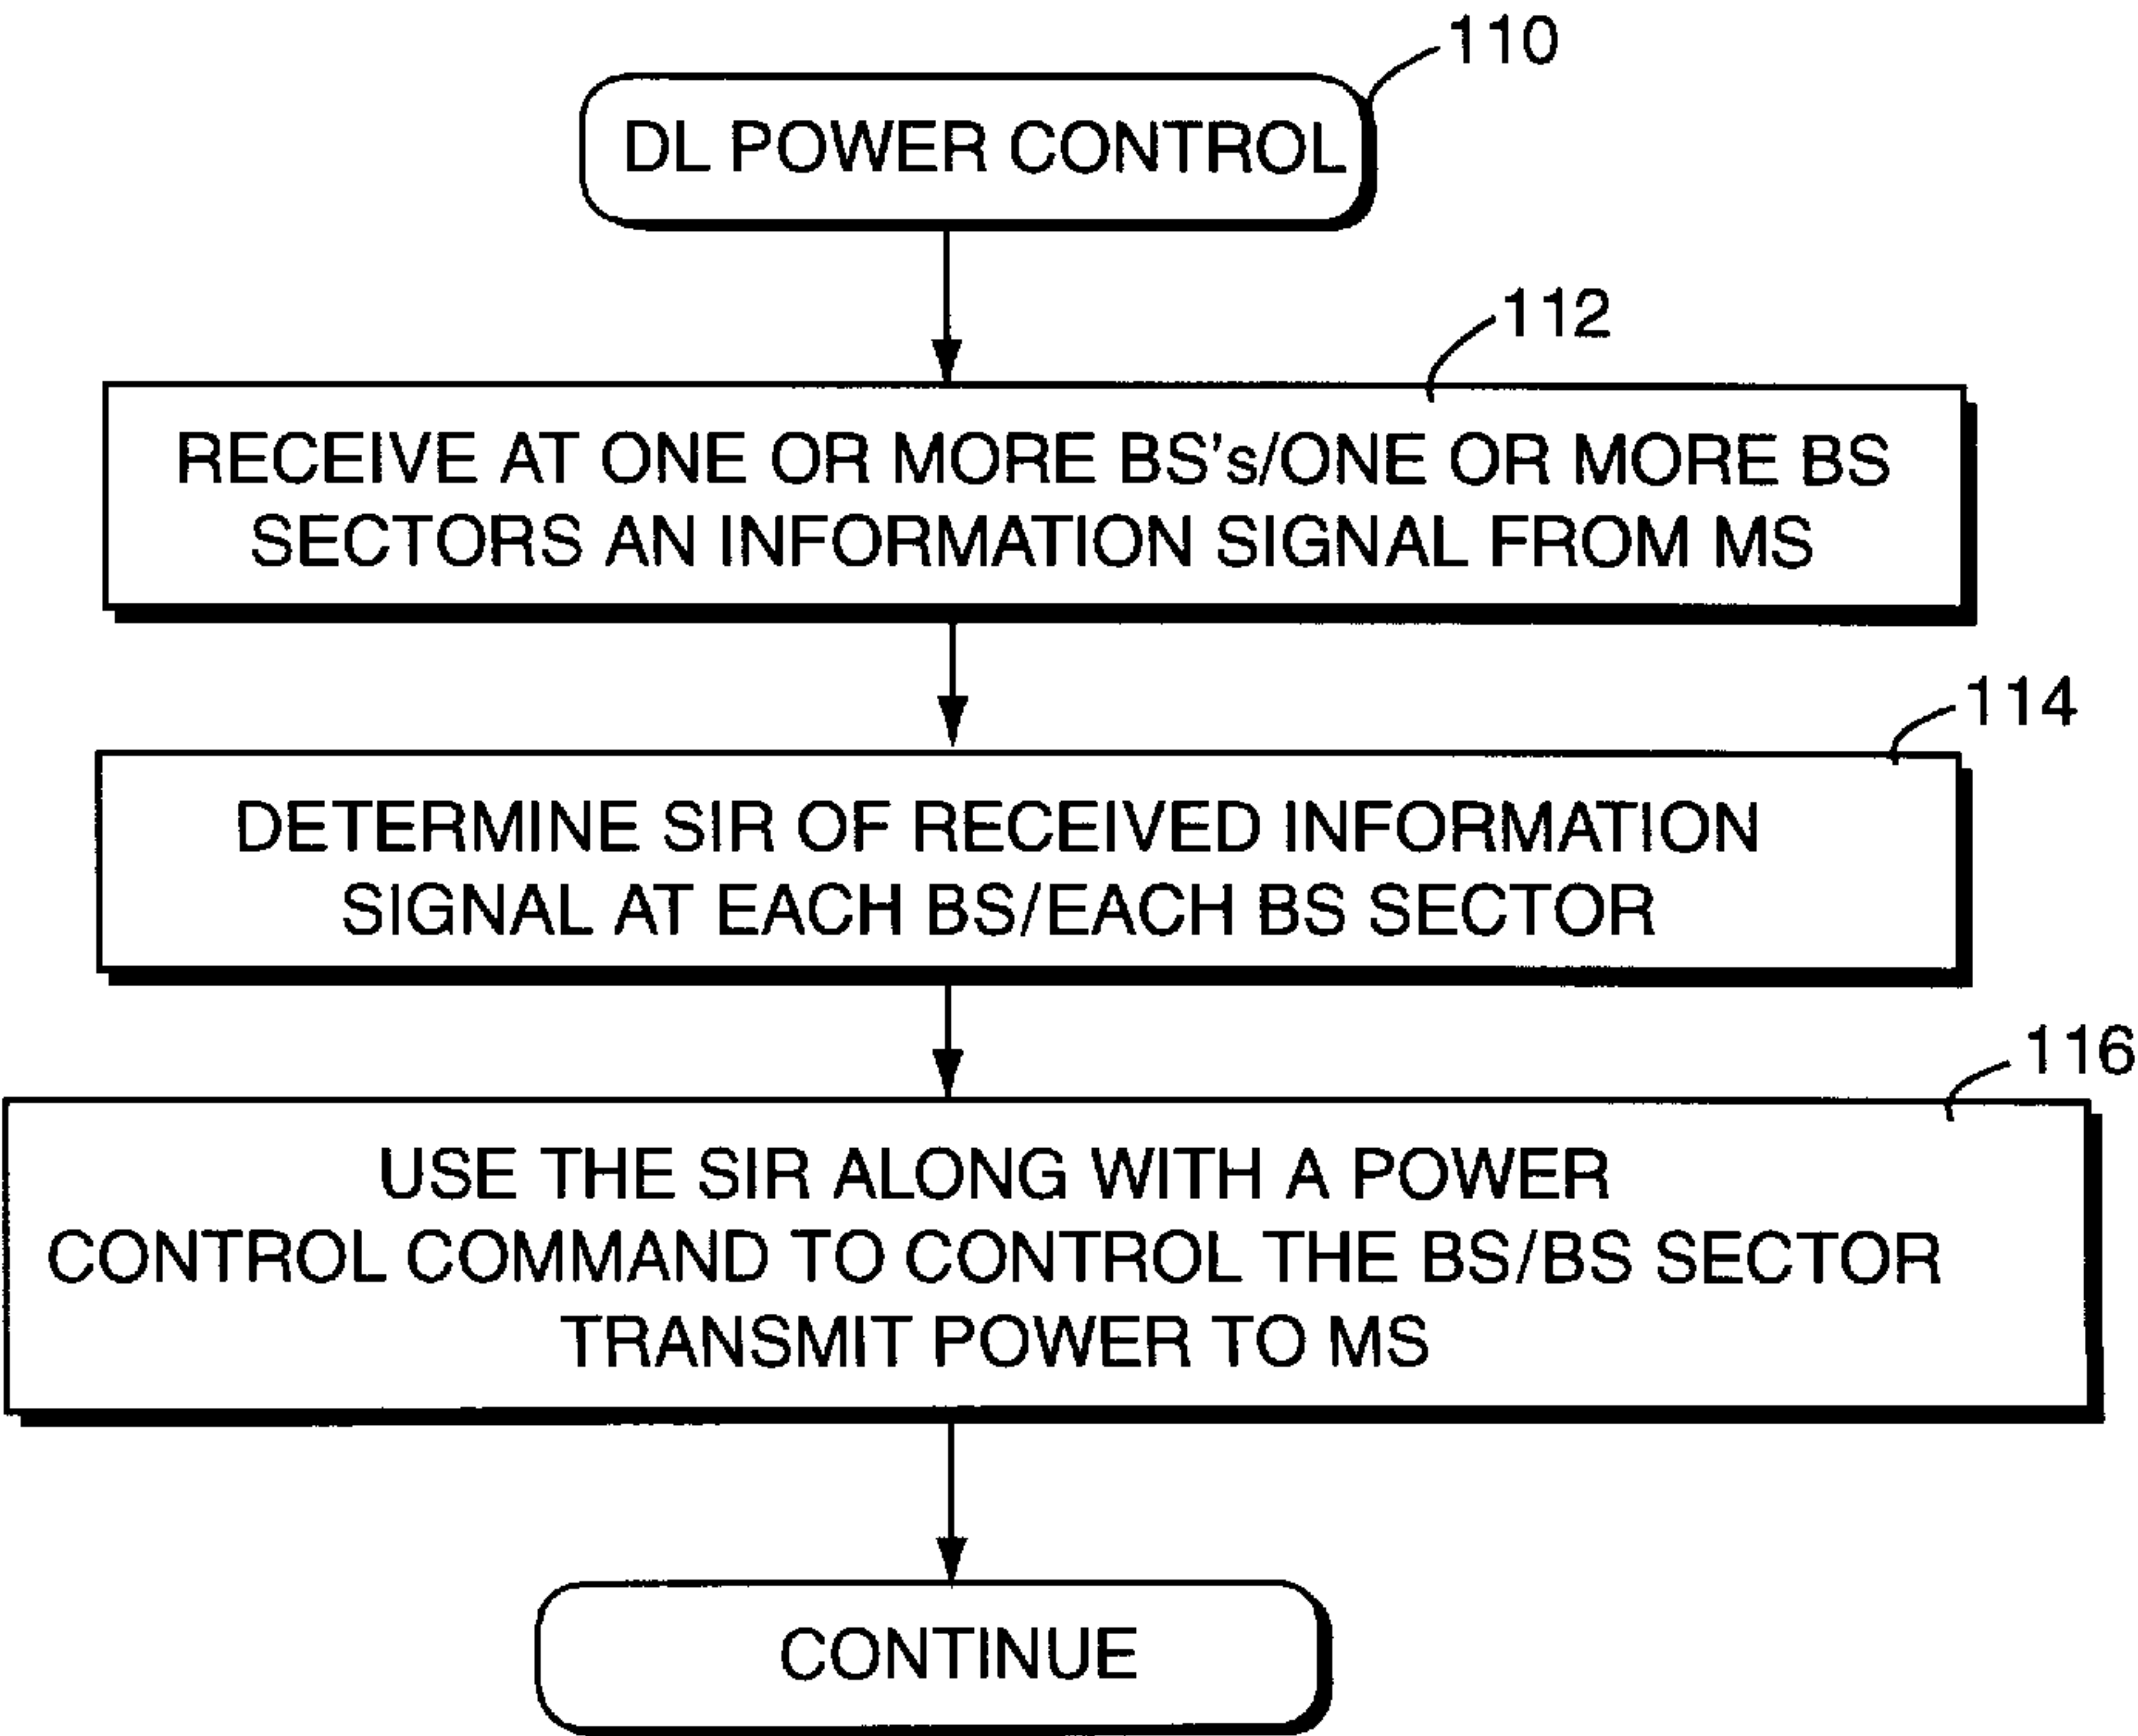 110
DL POWER CONTROL
112
RECEIVE AT ONE OR MORE BS's/ONE OR MORE BS
SECTORS AN INFORMATION SIGNAL FROM MS
114
DETERMINE SIR OF RECEIVED INFORMATION
SIGNAL AT EACH BS/EACH BS SECTOR
116
USE THE SIR ALONG WITH A POWER
CONTROL COMMAND TO CONTROL THE BS/BS SECTOR
TRANSMIT POWER TO MS
CONTINUE